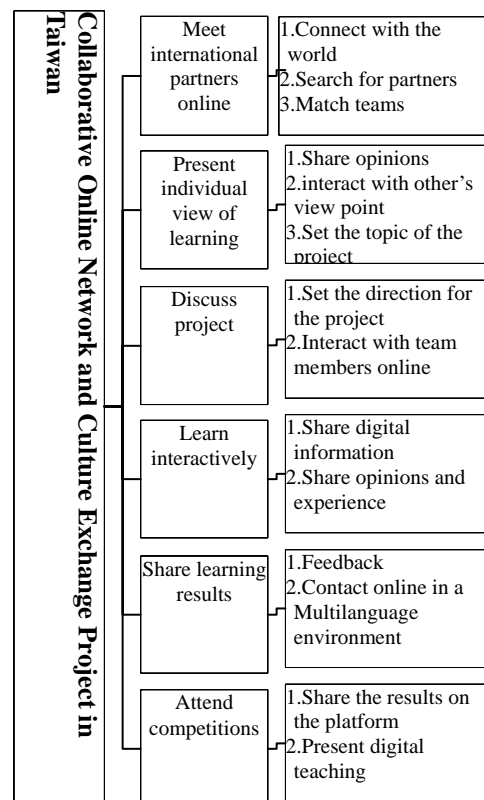 Collaborative Online Network and Culture Exchange Project in
Taiwan
Meet
international
partners
online
1.Connect with the
world
2.Search for partners
3.Match teams
Present
individual
view of
learning
1.Share opinions
2.interact with other's
view point
3.Set the topic of the
project
Discuss
project
1.Set the direction for
the project
2.Interact with team
members online
Learn
interactively
1.Share digital
information
2.Share opinions and
experience
Share learning
results
1.Feedback
2.Contact online in a
Multilanguage
environment
Attend
competitions
1.Share the results on
the platform
2.Present digital
teaching